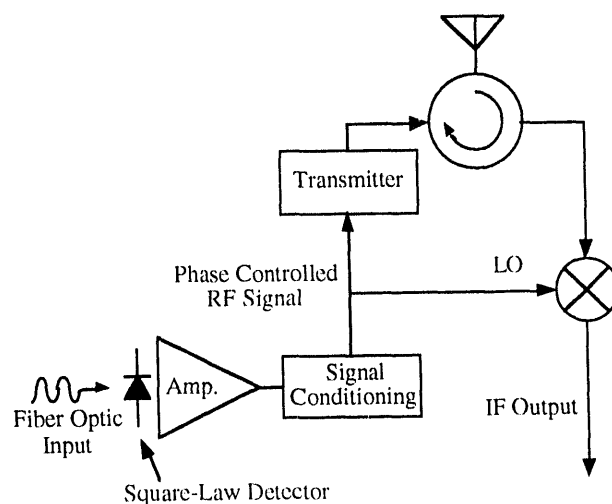 Transmitter
Phase Controlled
RF Signal
LO
Amp.
Signal
Conditioning
Fiber Optic
Input
IF Output
Square-Law Detector